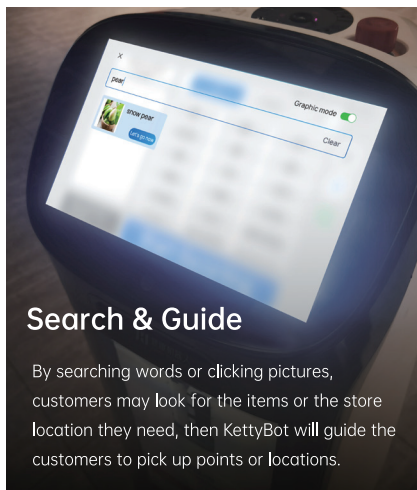 ×
Graphic mode
pear
Clear
snow pear
Let's go now
Search & Guide
By searching words or clicking pictures,
customers may look for the items or the store
location they need, then KettyBot will guide the
customers to pick up points or locations.